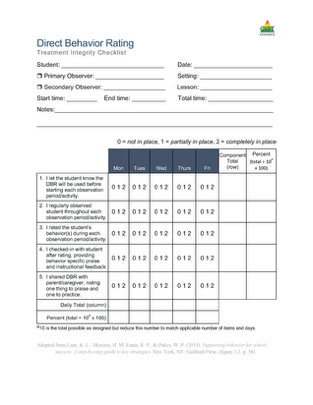 Direct Behavior Rating
Treatment Integrity Checklist
Student: Date:
❒ Primary Observer: Setting:
❒ Secondary Observer: Lesson:
Start time: End time: Total time:
Notes:
0 = not in place, 1 = partially in place, 2 = completely in place
Mon Tues Wed Thurs Fri Component Total (row) Percent (total ÷ 10 x 100)
1. I let the student know the
DBR will be used before
starting each observation
period/activity.
0 1 2 0 1 2 0 1 2 0 1 2 0 1 2
2. I regularly observed
student throughout each
observation period/activity.
0 1 2 0 1 2 0 1 2 0 1 2 0 1 2
3. I rated the student's
behavior(s) during each
observation period/activity.
0 1 2 0 1 2 0 1 2 0 1 2 0 1 2
4. I checked-in with student
after rating, providing
behavior specific praise
and instructional feedback
0 1 2 0 1 2 0 1 2 0 1 2 0 1 2
5. I shared DBR with
parent/caregiver, noting
one thing to praise and
one to practice.
0 1 2 0 1 2 0 1 2 0 1 2 0 1 2
Daily Total (column)
Percent (total ÷ 10 x 100)
10 is the total possible as designed but reduce this number to match applicable number of items and days.
Adapted from Lane, K. L., Menzies, H. M, Ennis, R. P., & Oakes, W. P. (2015). Supporting behavior for school
success: A step-by-step guide to key strategies. New York, NY: Guilford Press. (figure 7.2, p. 58)